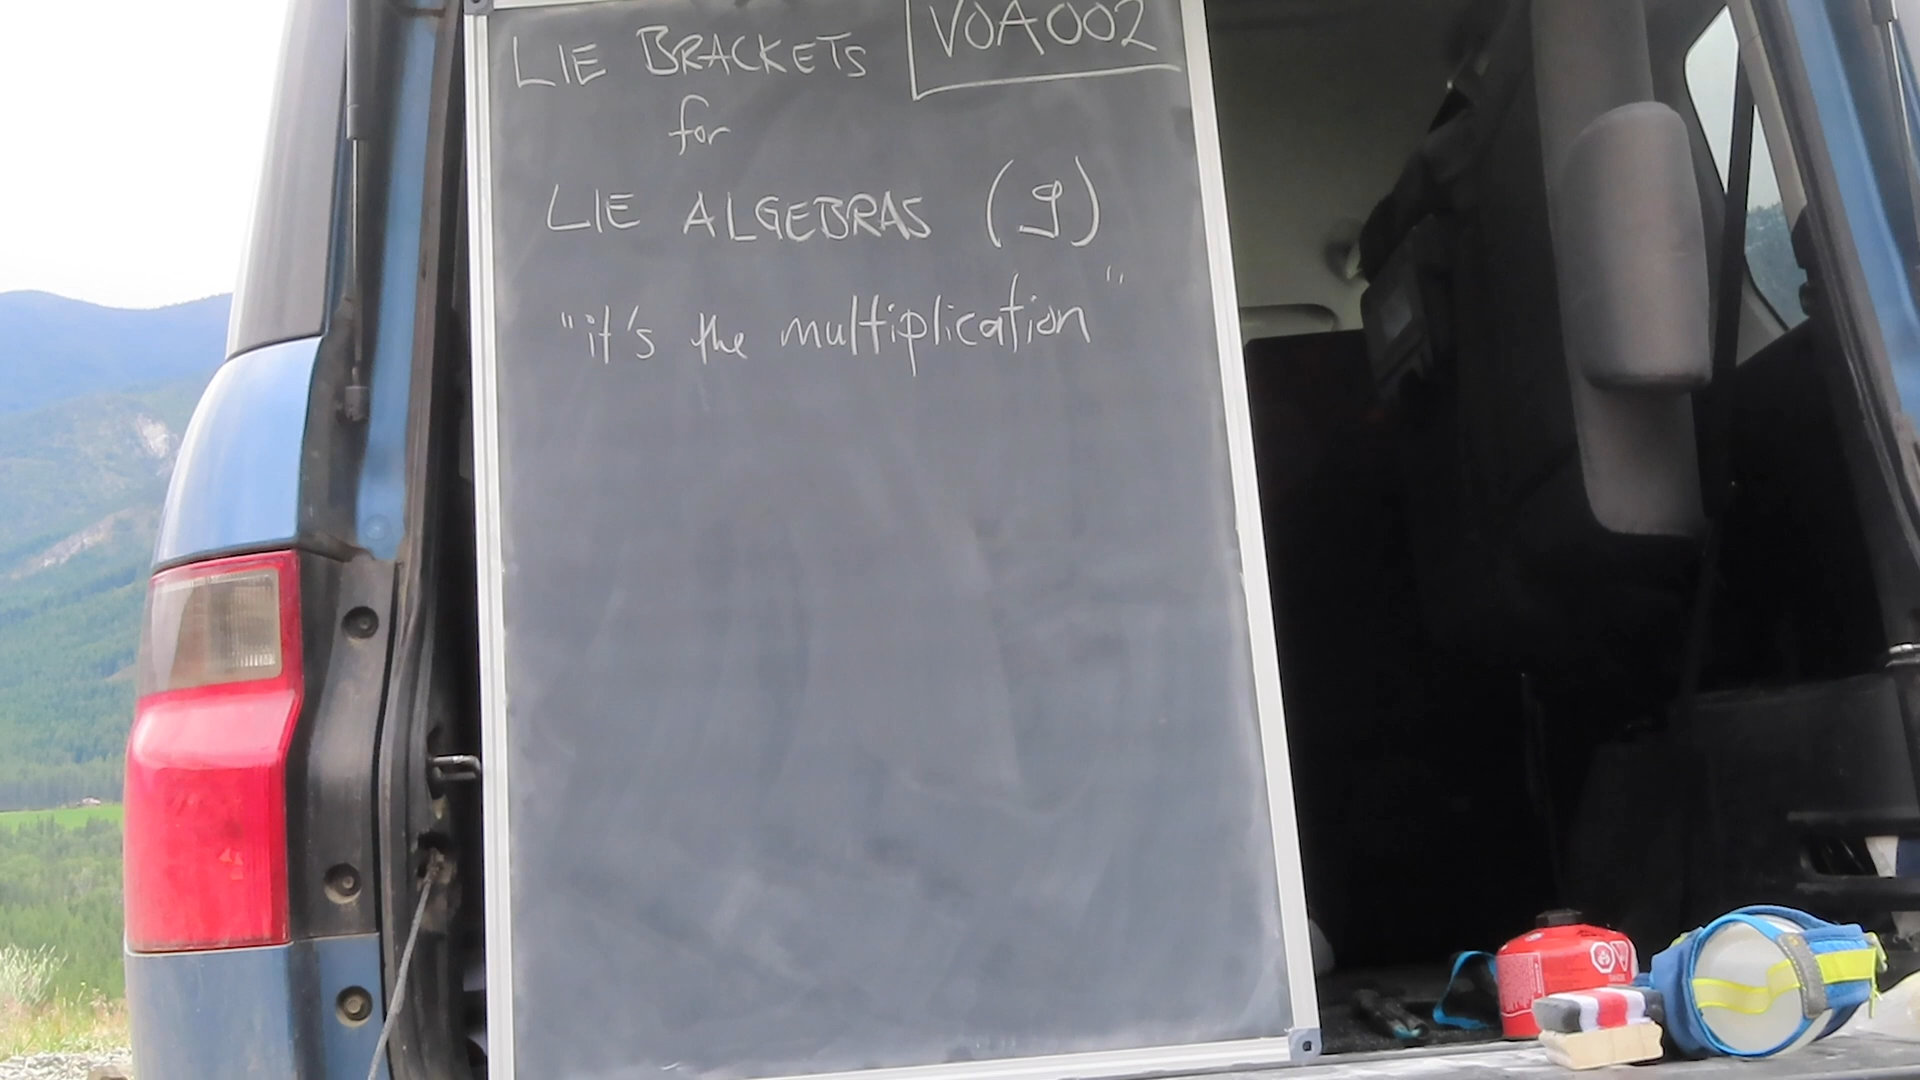 LIE BRACKETS VOA002
for
LIE ALGEBRAS (g)
"it's the multiplication"